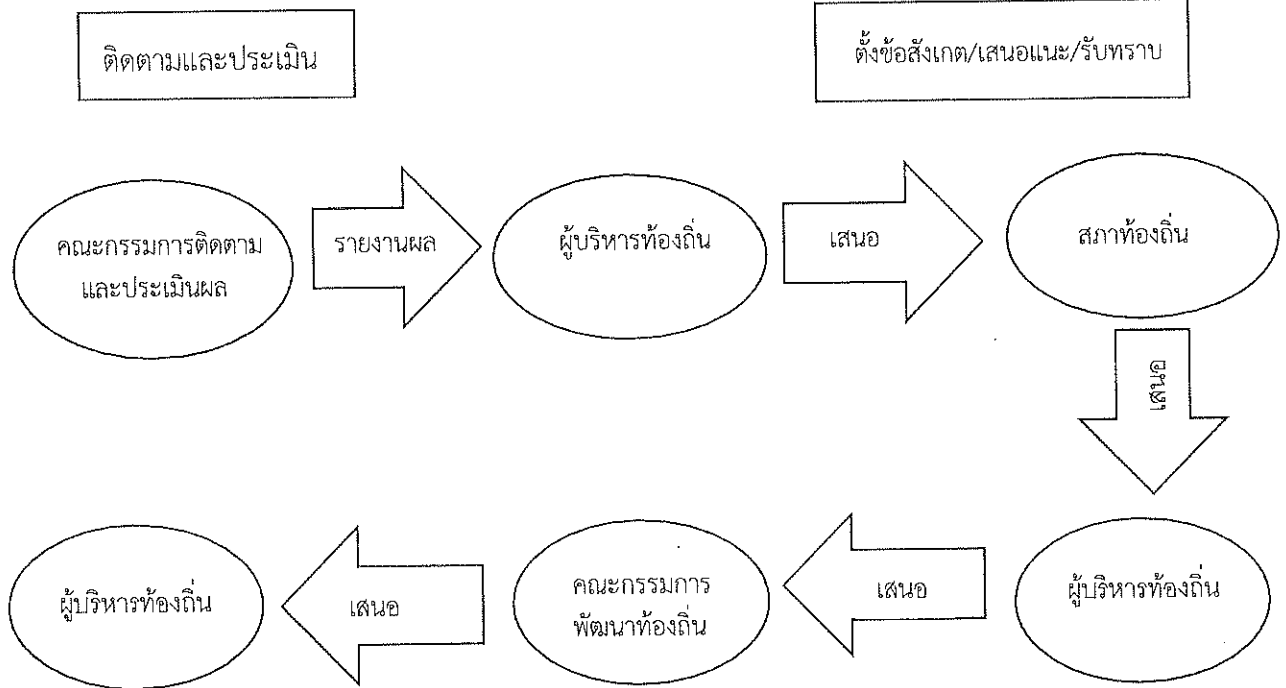 ติดตามและประเมิน
ตั้งข้อสังเกต/เสนอแนะ/รับทราบ
คณะกรรมการติดตาม
และประเมินผล
รายงานผล
ผู้บริหารท้องถิ่น
เสนอ
สภาท้องถิ่น
เสนอ
ผู้บริหารท้องถิ่น
เสนอ
คณะกรรมการ
พัฒนาท้องถิ่น
เสนอ
ผู้บริหารท้องถิ่น